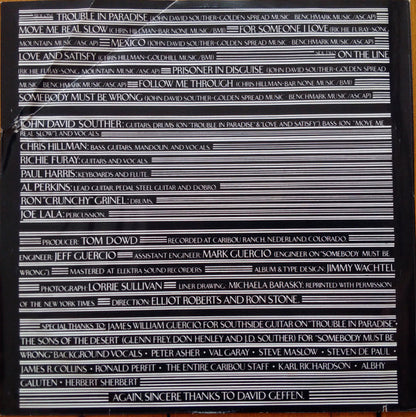 SIDE ONE TROUBLE IN PARADISE (JOHN DAVID SOUTHER-GOLDEN SPREAD MUSIC · BENCHMARK MUSIC/ASCAP)
MOVE ME REAL SLOW (CHRIS HILLMAN-BAR NONE MUSIC/BMI) FOR SOMEONE I LOVE (RICHIE FURAY-SONG
MOUNTAIN MUSIC/ASCAP) MEXICO (JOHN DAVID SOUTHER-GOLDEN SPREAD MUSIC · BENCHMARK MUSIC/ASCAP)
LOVE AND SATISFY (CHRIS HILLMAN-GOLDHILL MUSIC/BMI) SIDE TWO ON THE LINE
(RICHIE FURAY-SONG MOUNTAIN MUSIC/ASCAP) PRISONER IN DISGUISE (JOHN DAVID SOUTHER-GOLDEN SPREAD
MUSIC · BENCHMARK MUSIC/ASCAP) FOLLOW ME THROUGH (CHRIS HILLMAN-BAR NONE MUSIC/BMI)
SOMEBODY MUST BE WRONG (JOHN DAVID SOUTHER-GOLDEN SPREAD MUSIC · BENCHMARK MUSIC/ASCAP)
JOHN DAVID SOUTHER: GUITARS, DRUMS (ON "TROUBLE IN PARADISE" & "LOVE AND SATISFY"), BASS (ON "MOVE ME
REAL SLOW") AND VOCALS.
CHRIS HILLMAN: BASS, GUITARS, MANDOLIN, AND VOCALS.
RICHIE FURAY: GUITARS AND VOCALS.
PAUL HARRIS: KEYBOARDS AND FLUTE.
AL PERKINS: LEAD GUITAR, PEDAL STEEL GUITAR AND DOBRO.
RON "CRUNCHY" GRINEL: DRUMS.
JOE LALA: PERCUSSION.
PRODUCER: TOM DOWD RECORDED AT CARIBOU RANCH, NEDERLAND, COLORADO.
ENGINEER: JEFF GUERCIO ASSISTANT ENGINEER: MARK GUERCIO (ENGINEER ON "SOMEBODY MUST BE
WRONG") MASTERED AT ELEKTRA SOUND RECORDERS ALBUM & TYPE DESIGN: JIMMY WACHTEL
PHOTOGRAPH: LORRIE SULLIVAN LINER DRAWING: MICHAELA BARASKY; REPRINTED WITH PERMISSION
OF THE NEW YORK TIMES. DIRECTION: ELLIOT ROBERTS AND RON STONE.
SPECIAL THANKS TO: JAMES WILLIAM GUERCIO FOR SOUTHSIDE GUITAR ON "TROUBLE IN PARADISE"·
THE SONS OF THE DESERT (GLENN FREY, DON HENLEY AND J.D. SOUTHER) FOR "SOMEBODY MUST BE
WRONG" BACKGROUND VOCALS · PETER ASHER · VAL GARAY · STEVE MASLOW · STEVEN DE PAUL ·
JAMES R. COLLINS · RONALD PERFIT · THE ENTIRE CARIBOU STAFF · KARL RICHARDSON · ALBHY
GALUTEN · HERBERT SHERBERT
AGAIN, SINCERE THANKS TO DAVID GEFFEN.